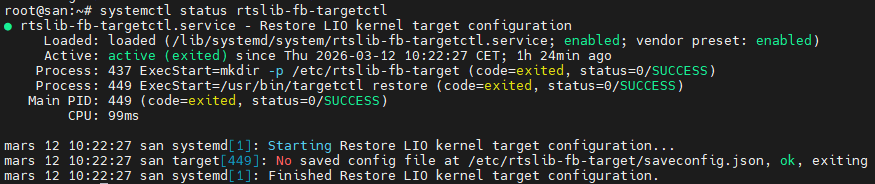 root@san:~# systemctl status rtslib-fb-targetctl
● rtslib-fb-targetctl.service - Restore LIO kernel target configuration
Loaded: loaded (/lib/systemd/system/rtslib-fb-targetctl.service; enabled; vendor preset: enabled)
Active: active (exited) since Thu 2026-03-12 10:22:27 CET; 1h 24min ago
Process: 437 ExecStart=mkdir -p /etc/rtslib-fb-target (code=exited, status=0/SUCCESS)
Process: 449 ExecStart=/usr/bin/targetctl restore (code=exited, status=0/SUCCESS)
Main PID: 449 (code=exited, status=0/SUCCESS)
CPU: 99ms
mars 12 10:22:27 san systemd[1]: Starting Restore LIO kernel target configuration...
mars 12 10:22:27 san target[449]: No saved config file at /etc/rtslib-fb-target/saveconfig.json, ok, exiting
mars 12 10:22:27 san systemd[1]: Finished Restore LIO kernel target configuration.